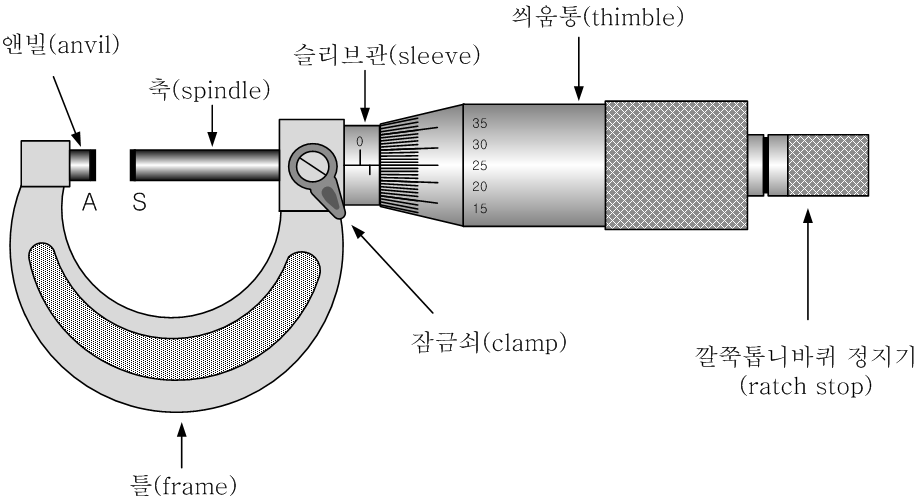 씌움통(thimble)
앤빌(anvil)
슬리브관(sleeve)
축(spindle)
0
35
30
25
20
15
A
S
잠금쇠(clamp)
깔쭉톱니바퀴 정지기
(ratch stop)
틀(frame)